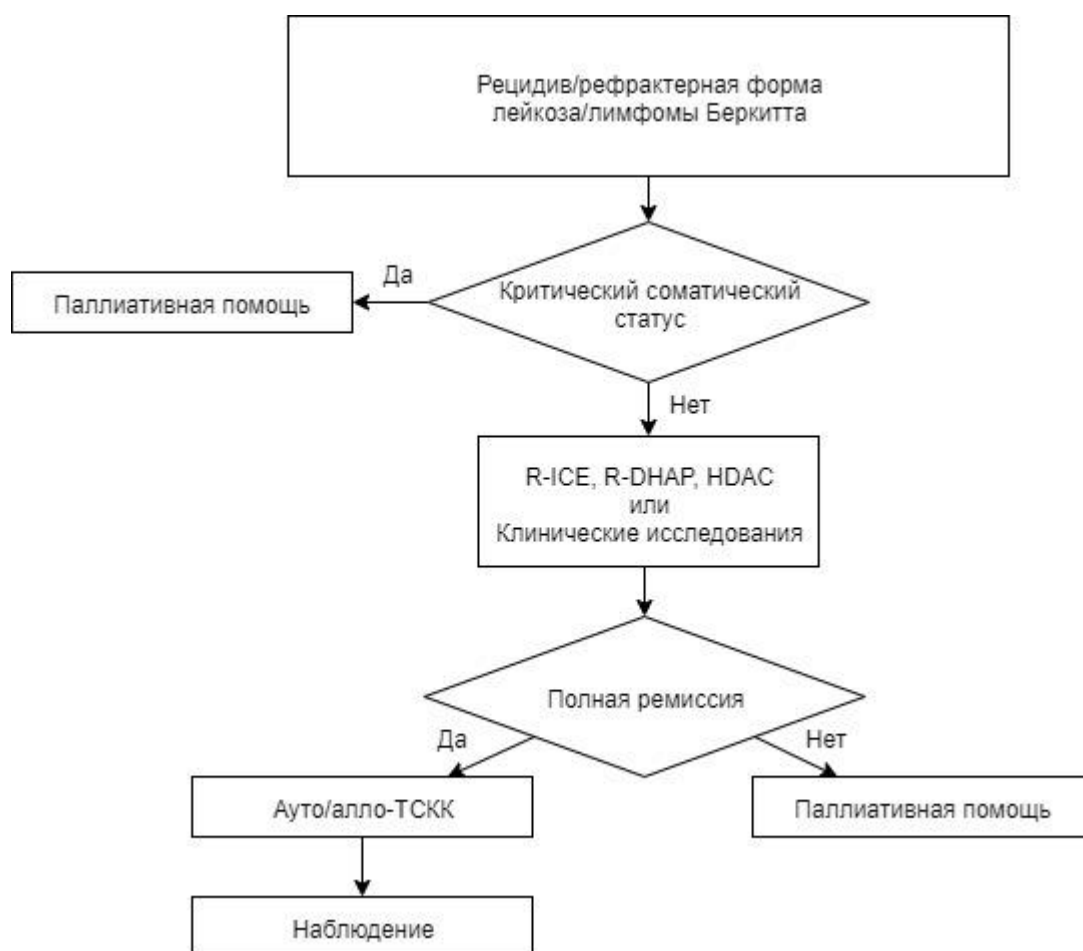 Рецидив/рефрактерная форма
лейкоза/лимфомы Беркитта
Да
Критический соматический
статус
Паллиативная помощь
Нет
R-ICE, R-DHAP, HDAC
или
Клинические исследования
Полная ремиссия
Да
Нет
Ауто/алло-ТСКК
Паллиативная помощь
Наблюдение